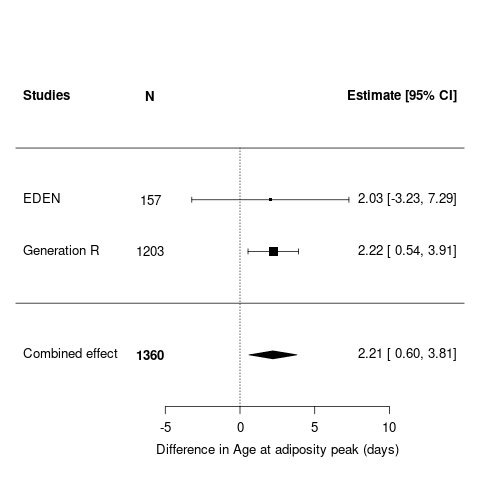 Studies N Estimate [95% CI]
EDEN 157 2.03 [-3.23, 7.29]
Generation R 1203 2.22 [ 0.54, 3.91]
Combined effect 1360 2.21 [ 0.60, 3.81]
-5 0 5 10
Difference in Age at adiposity peak (days)